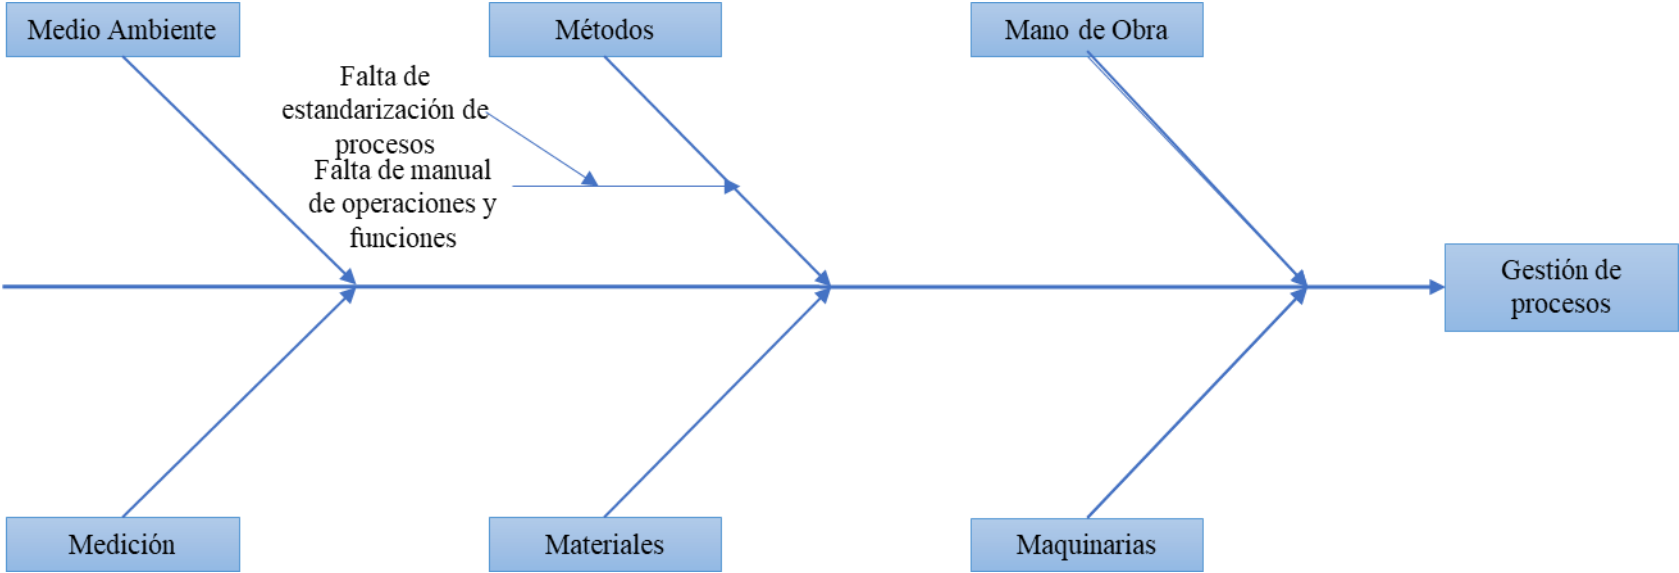 Medio Ambiente
Métodos
Mano de Obra
Falta de
estandarización de
procesos
Falta de manual
de operaciones y
funciones
Gestión de
procesos
Medición
Materiales
Maquinarias